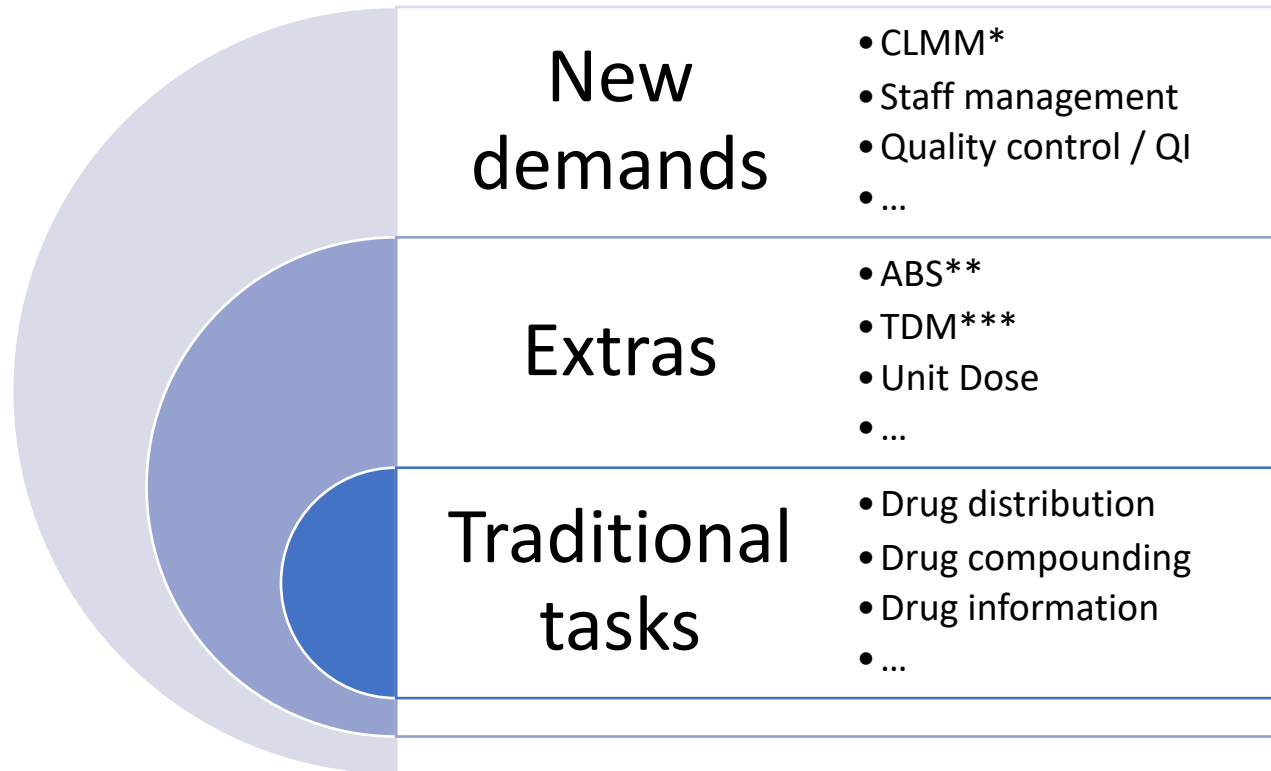 New
demands
• CLMM*
• Staff management
• Quality control / QI
• …
Extras
• ABS**
• TDM***
• Unit Dose
• …
Traditional
tasks
• Drug distribution
• Drug compounding
• Drug information
• …